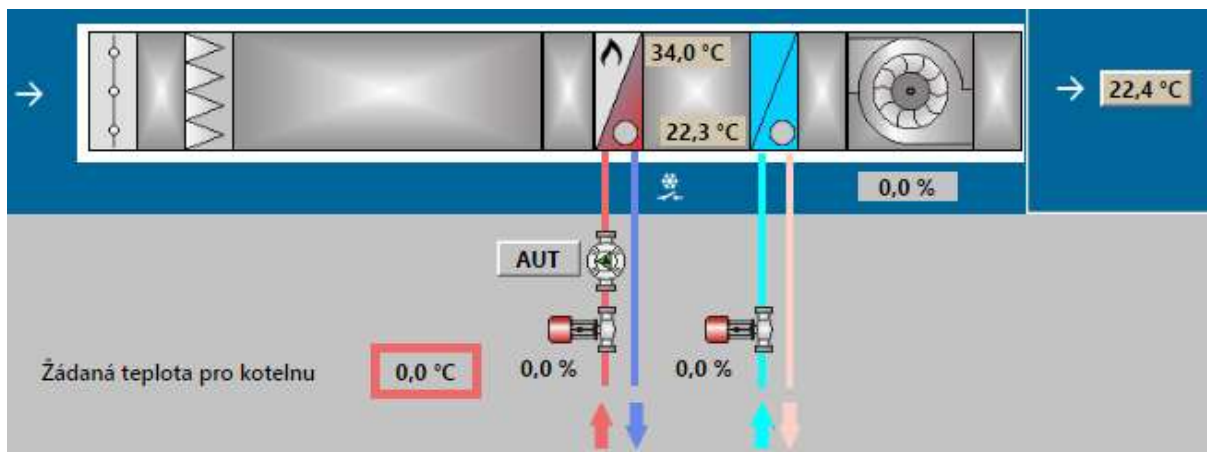 34,0 °C
22,4 °C
22,3 °C
0,0 %
AUT
Žádaná teplota pro kotelnu 0,0 °C 0,0 % 0,0 %